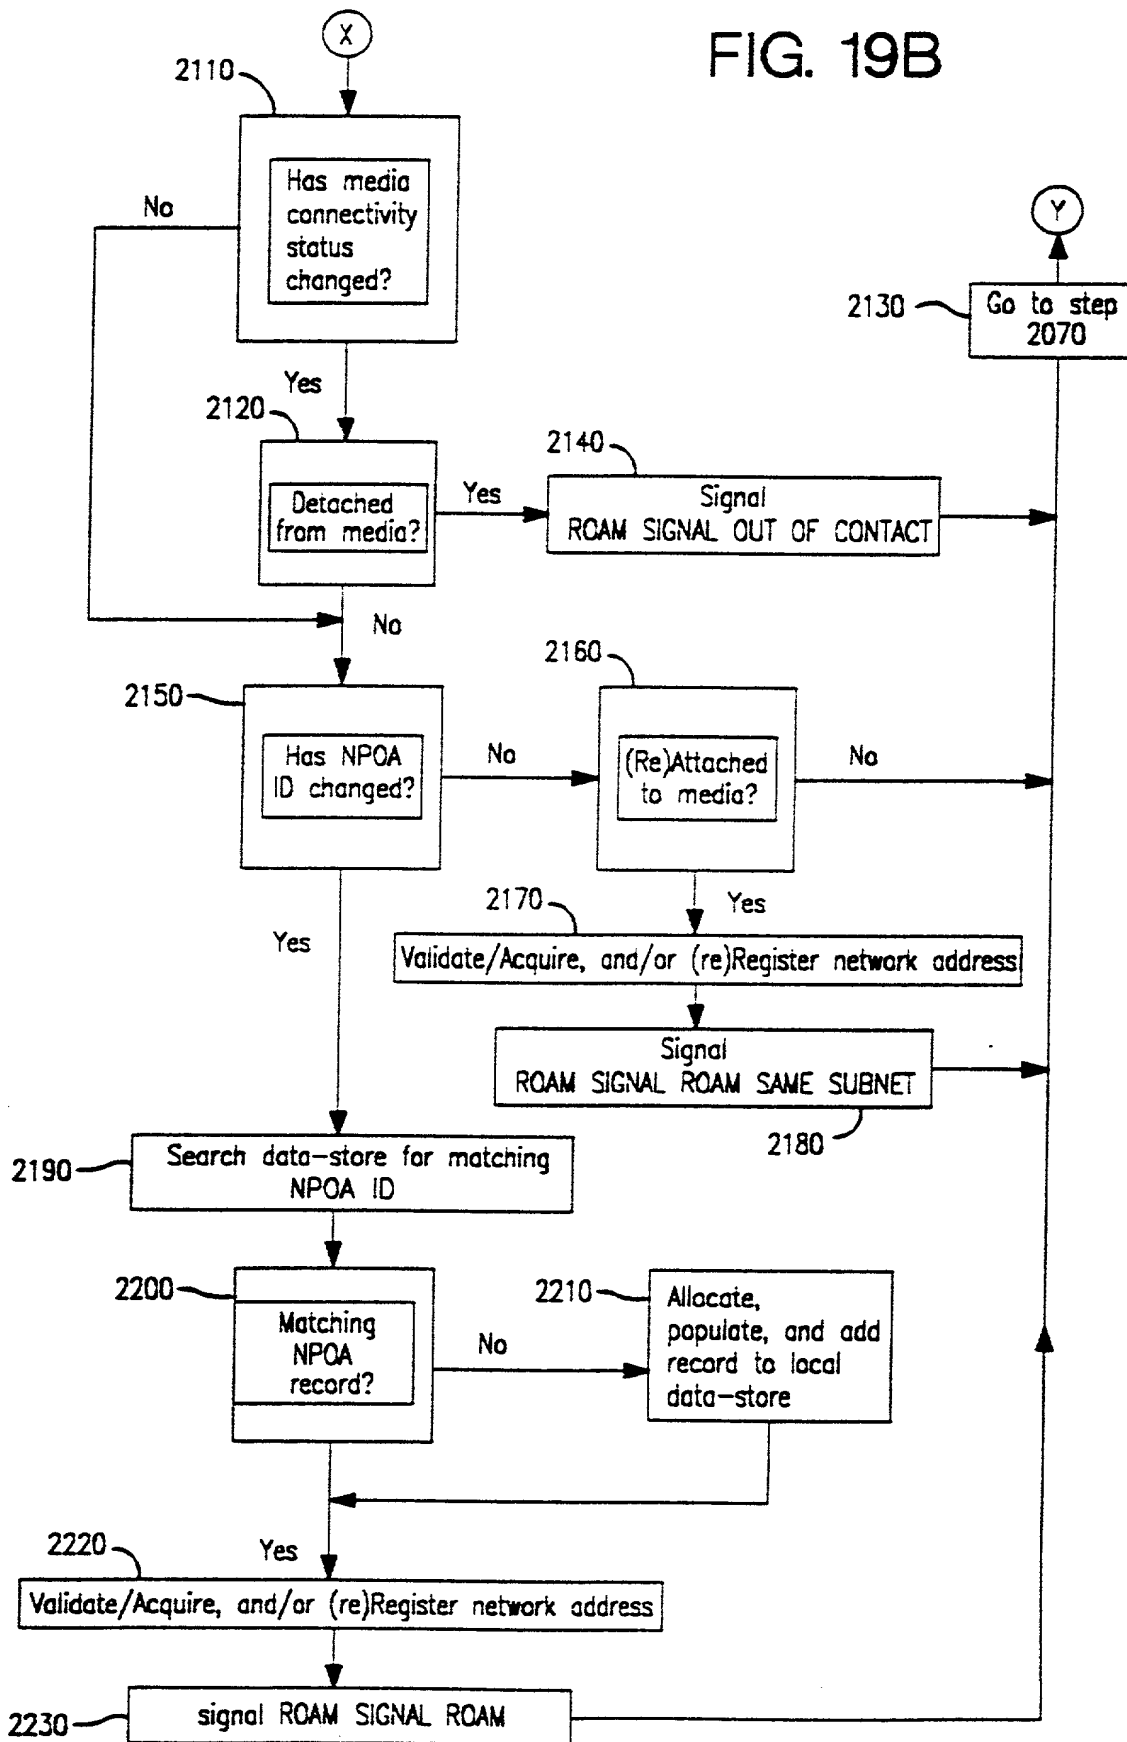 X
FIG. 19B
2110
Has media
connectivity
status
changed?
No
Yes
Y
2130
Go to step
2070
2120
Detached
from media?
Yes
2140
Signal
ROAM SIGNAL OUT OF CONTACT
No
2150
Has NPOA
ID changed?
No
2160
(Re)Attached
to media?
No
Yes
Yes
2170
Validate/Acquire, and/or (re)Register network address
Signal
ROAM SIGNAL ROAM SAME SUBNET
2180
2190
Search data-store for matching
NPOA ID
2200
Matching
NPOA
record?
No
2210
Allocate,
populate, and add
record to local
data-store
Yes
2220
Validate/Acquire, and/or (re)Register network address
2230
signal ROAM SIGNAL ROAM